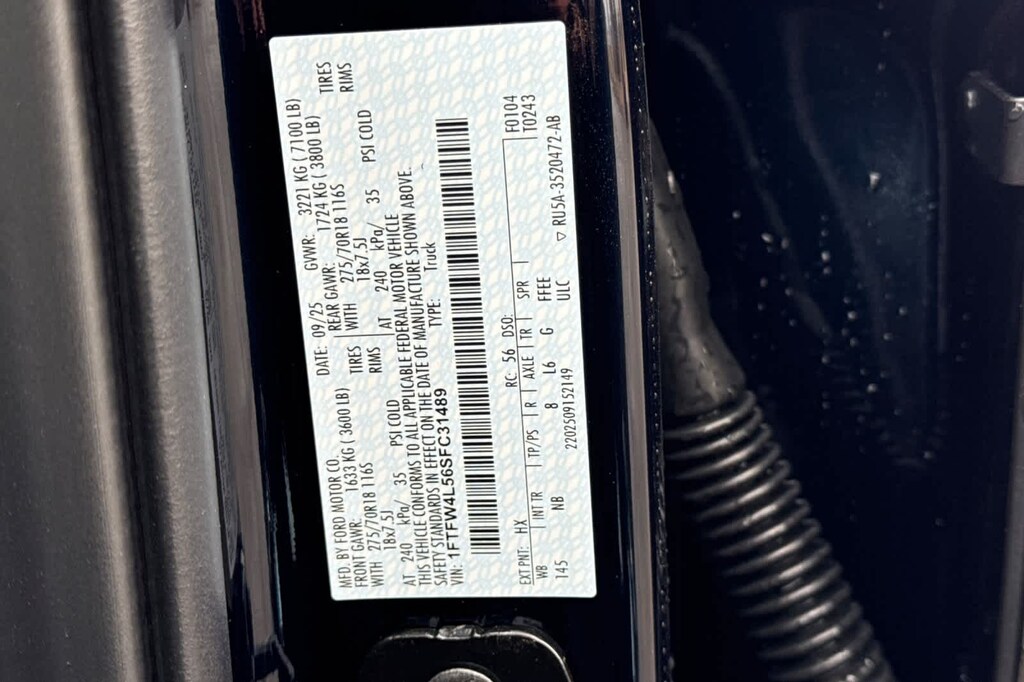 MFD. BY FORD MOTOR CO.
DATE: 09/25 GVWR: 3221 KG ( 7100 LB)
FRONT GAWR: 1633 KG ( 3600 LB) REAR GAWR: 1724 KG ( 3800 LB)
WITH 275/70R18 116S TIRES WITH 275/70R18 116S TIRES
18x7.5J RIMS 18x7.5J RIMS
AT 240 kPa/ 35 PSI COLD AT 240 kPa/ 35 PSI COLD
THIS VEHICLE CONFORMS TO ALL APPLICABLE FEDERAL MOTOR VEHICLE
SAFETY STANDARDS IN EFFECT ON THE DATE OF MANUFACTURE SHOWN ABOVE.
VIN: 1FTFW4L56SFC31489 TYPE: Truck
EXT PNT: HX RC: 56 DSO: F0104
WB INT TR TP/PS R AXLE TR SPR T0243
145 NB 8 L6 G FFEE
ULC
2202509152149 ▽ RU5A-3520472-AB